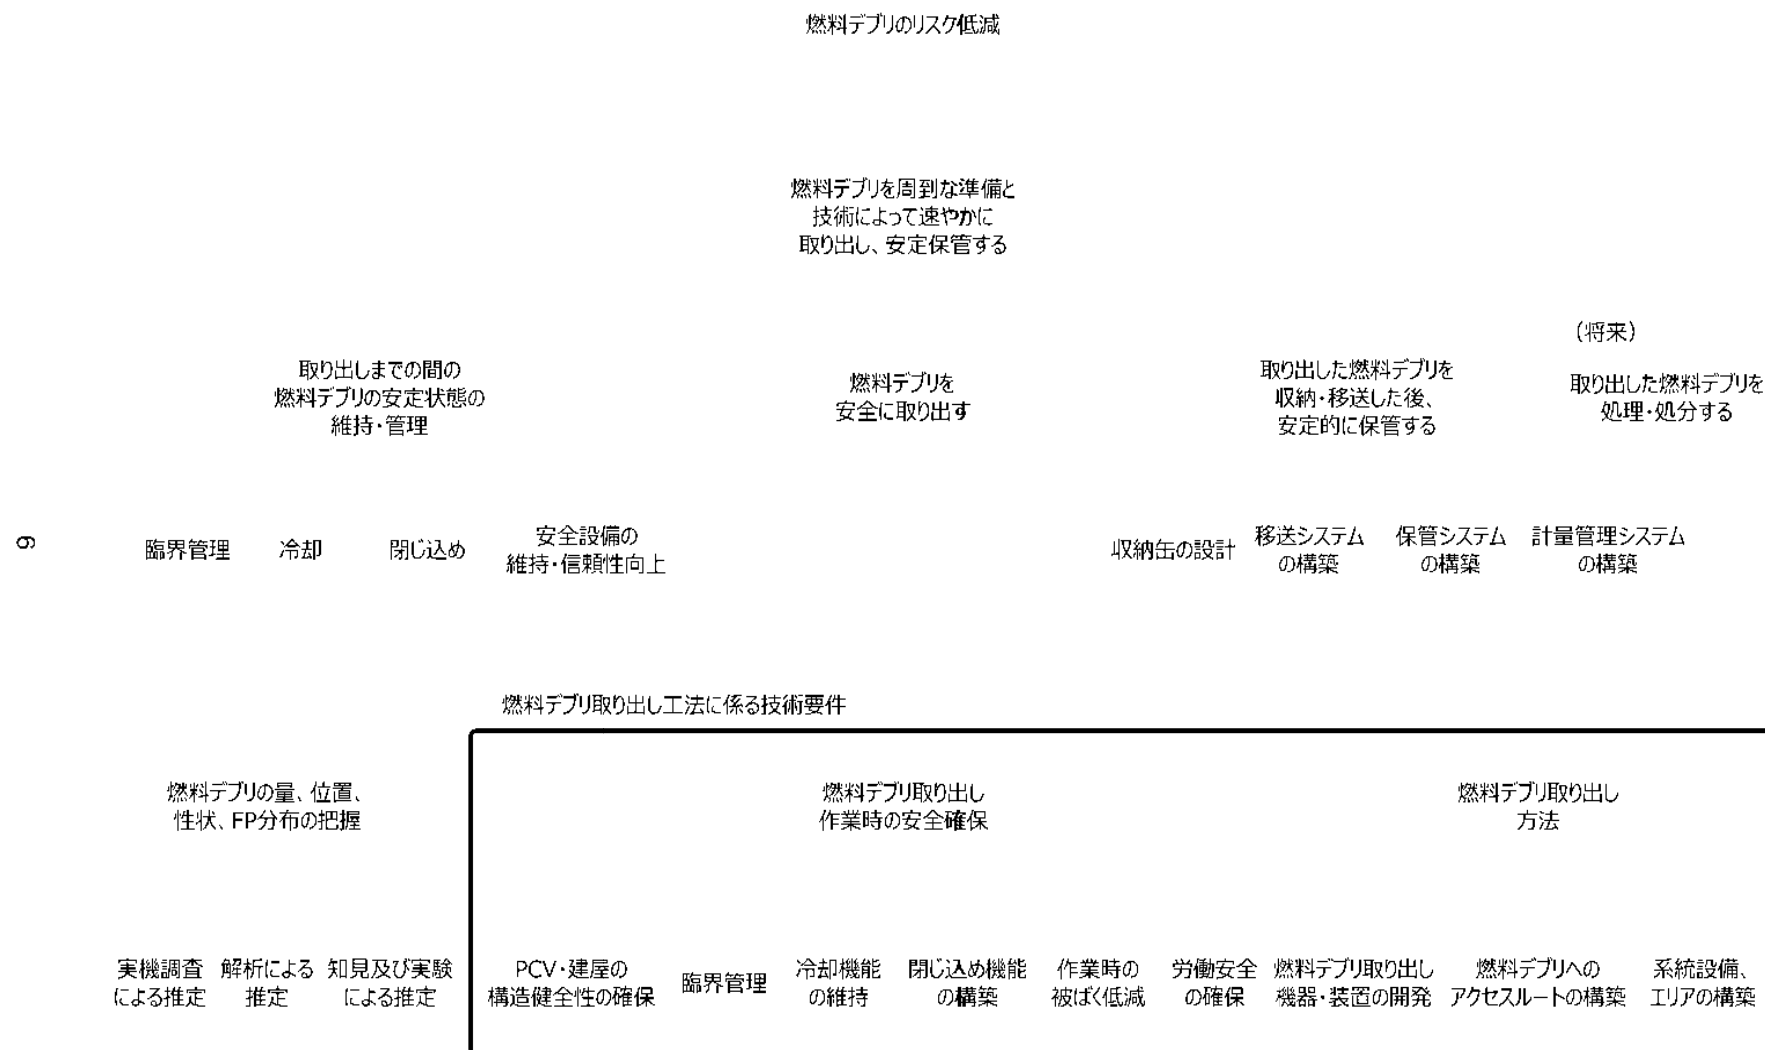 燃料デブリのリスク低減
燃料デブリを周到な準備と
技術によって速やかに
取り出し、安定保管する
取り出しまでの間の
燃料デブリの安定状態の
維持・管理
燃料デブリを
安全に取り出す
取り出した燃料デブリを
収納・移送した後、
安定的に保管する
（将来）
取り出した燃料デブリを
処理・処分する
9
臨界管理
冷却
閉じ込め
安全設備の
維持・信頼性向上
収納缶の設計
移送システム
の構築
保管システム
の構築
計量管理システム
の構築
燃料デブリ取り出し工法に係る技術要件
燃料デブリの量、位置、
性状、FP分布の把握
燃料デブリ取り出し
作業時の安全確保
燃料デブリ取り出し
方法
実機調査
による推定
解析による
推定
知見及び実験
による推定
PCV・建屋の
構造健全性の確保
臨界管理
冷却機能
の維持
閉じ込め機能
の構築
作業時の
被ばく低減
労働安全
の確保
燃料デブリ取り出し
機器・装置の開発
燃料デブリへの
アクセスルートの構築
系統設備、
エリアの構築